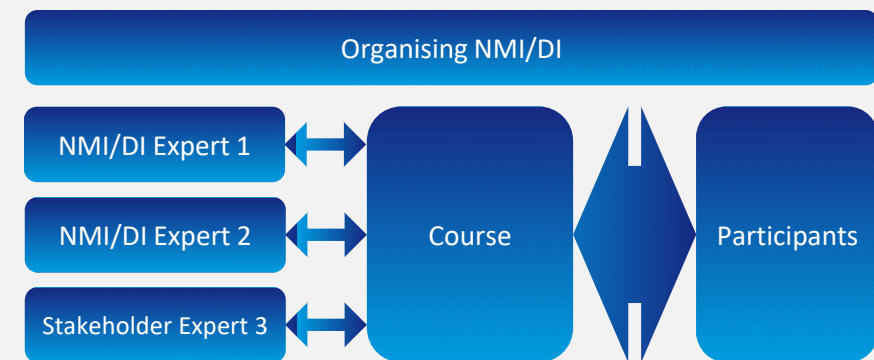 Organising NMI/DI
NMI/DI Expert 1
NMI/DI Expert 2
Stakeholder Expert 3
Course
Participants